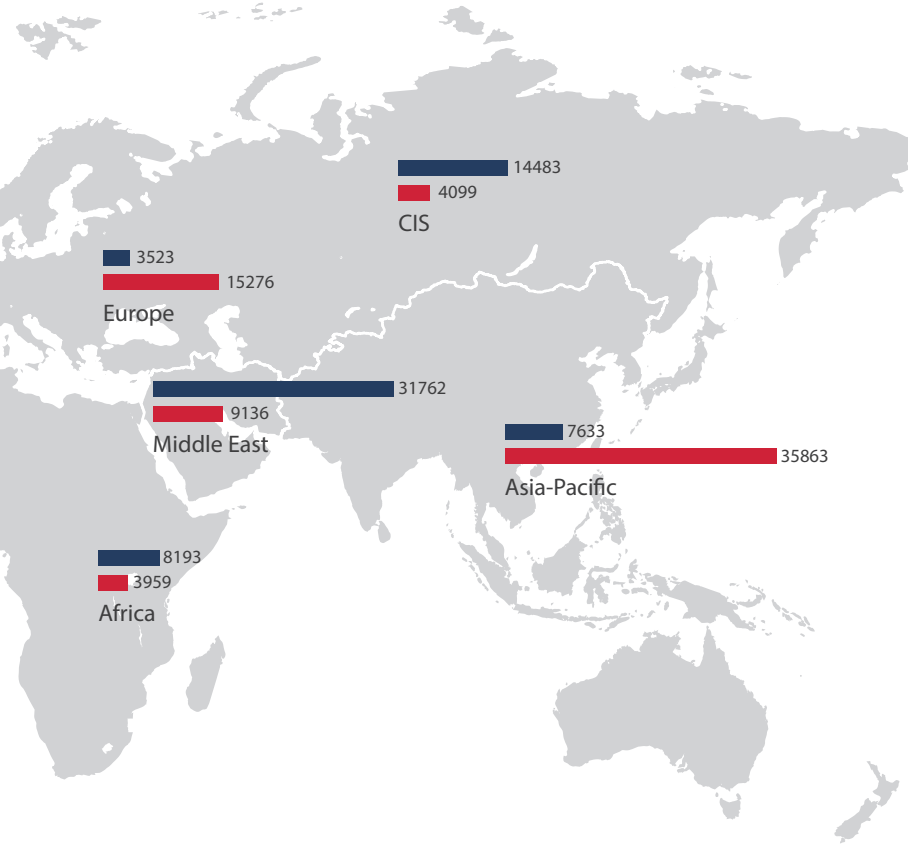 14483
4099
CIS
3523
15276
Europe
31762
9136
Middle East
7633
35863
Asia-Pacific
8193
3959
Africa